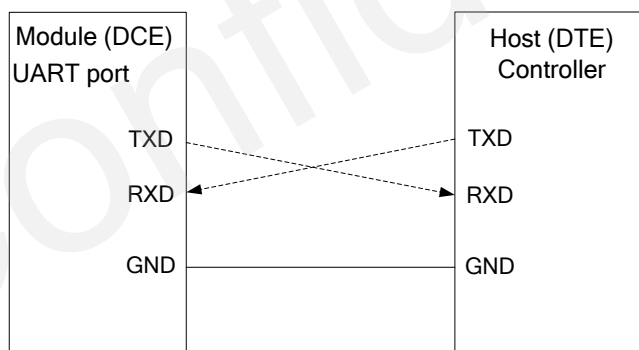 Module (DCE)
UART port
TXD
RXD
GND
Host (DTE)
Controller
TXD
RXD
GND